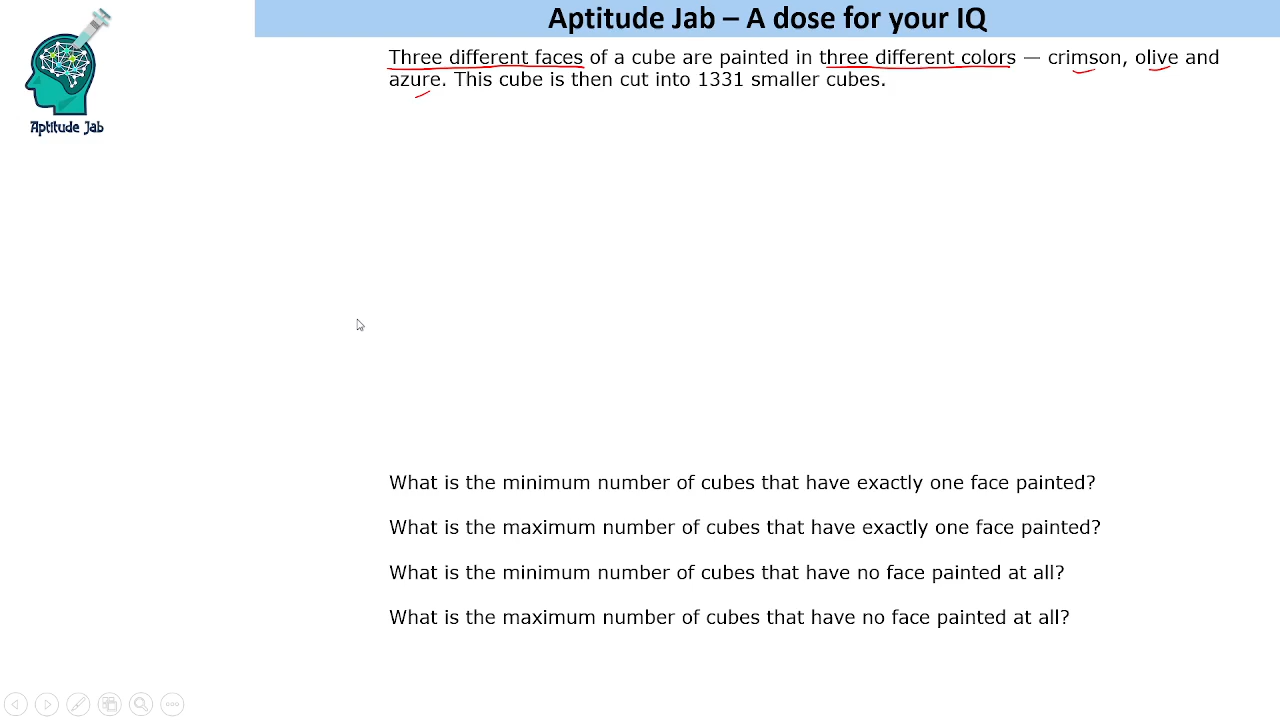 Aptitude Jab – A dose for your IQ
Aptitude Jab
Three different faces of a cube are painted in three different colors — crimson, olive and
azure. This cube is then cut into 1331 smaller cubes.
What is the minimum number of cubes that have exactly one face painted?
What is the maximum number of cubes that have exactly one face painted?
What is the minimum number of cubes that have no face painted at all?
What is the maximum number of cubes that have no face painted at all?